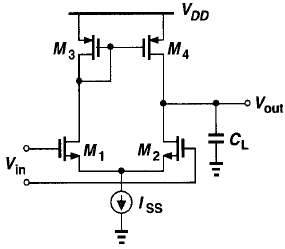 V_DD
M_3
M_4
V_out
C_L
M_1
M_2
V_in
I_SS